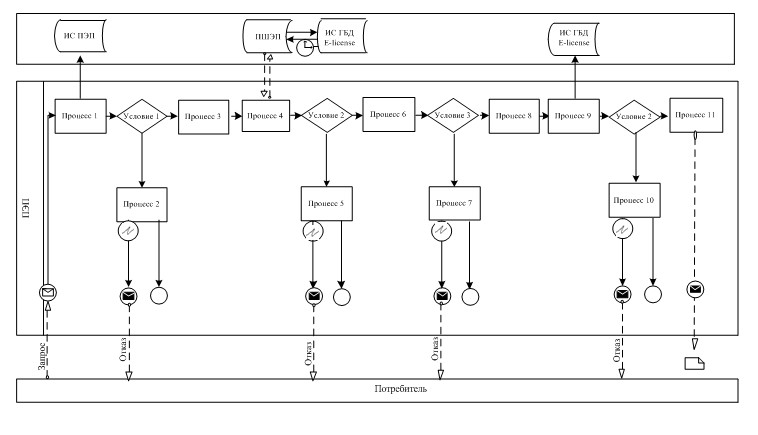 ИС ПЭП
ПШЭП
ИС ГБД
E-license
ИС ГБД
E-license
ПЭП
Процесс 1
Условие 1
Процесс 3
Процесс 4
Условие 2
Процесс 6
Условие 3
Процесс 8
Процесс 9
Условие 2
Процесс 11
Процесс 2
Процесс 5
Процесс 7
Процесс 10
Запрос
Отказ
Отказ
Отказ
Отказ
Потребитель